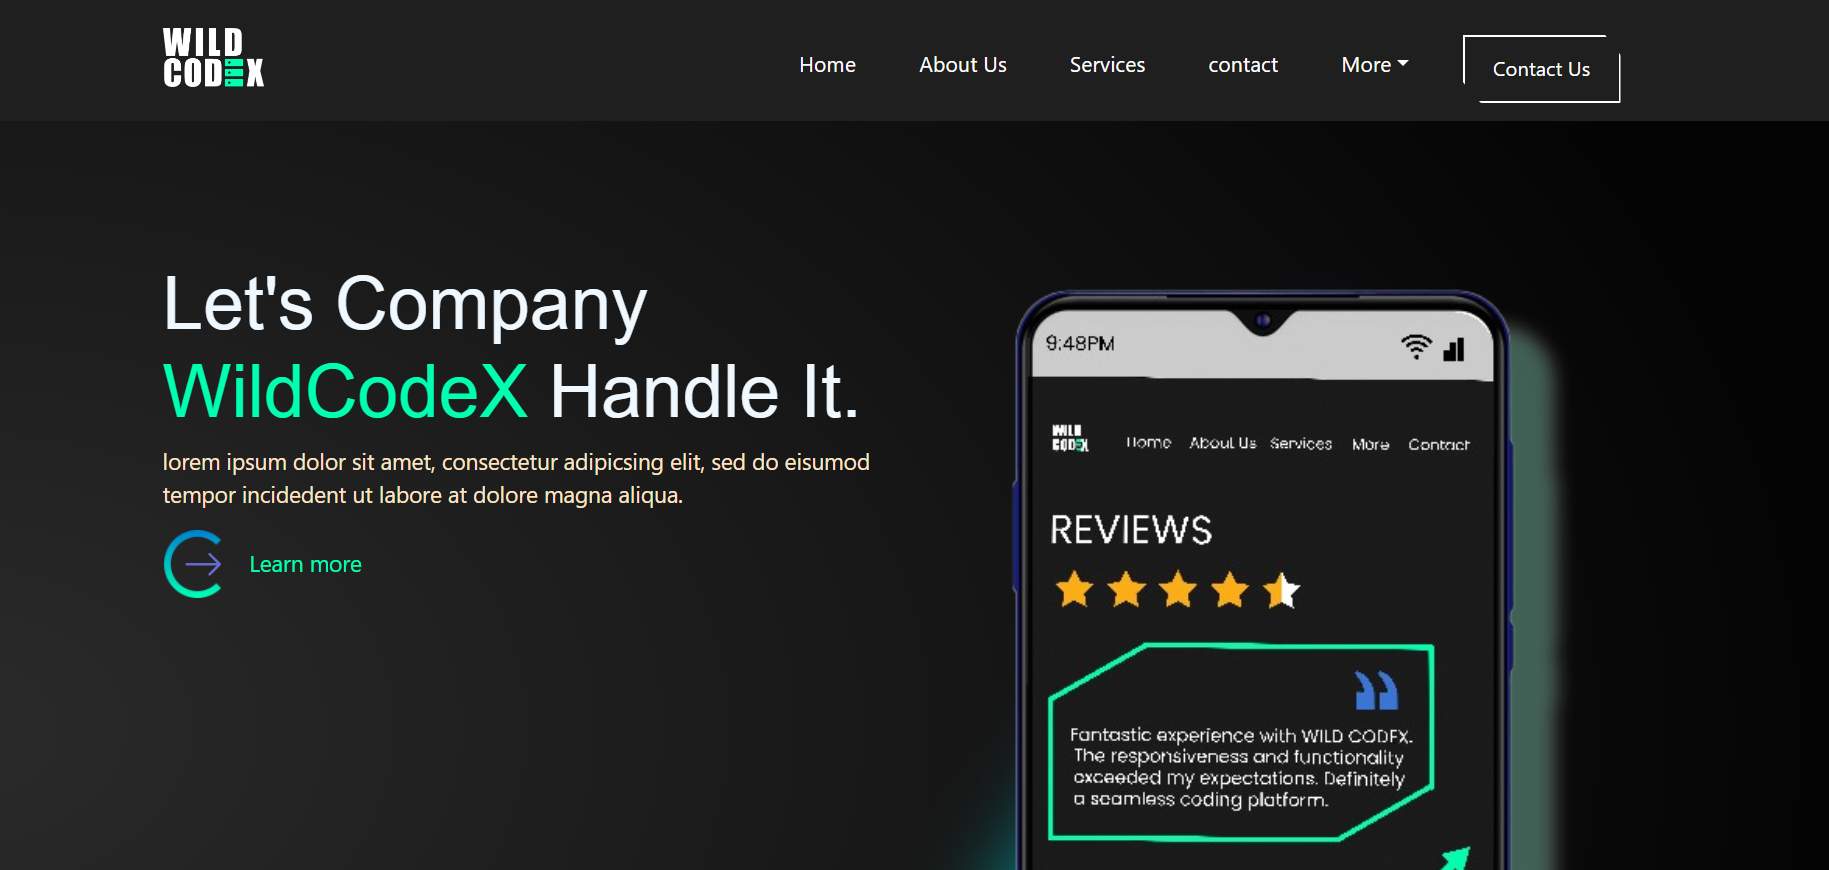 WILD
CODEX
Home About Us Services contact More Contact Us
Let's Company
WildCodeX Handle It.
lorem ipsum dolor sit amet, consectetur adipicsing elit, sed do eisumod
tempor incidedent ut labore at dolore magna aliqua.
Learn more
9:48PM
WILD
CODEX
Home About Us Services More Contact
REVIEWS
Fantastic experience with WILD CODEX.
The responsiveness and functionality
exceeded my expectations. Definitely
a seamless coding platform.